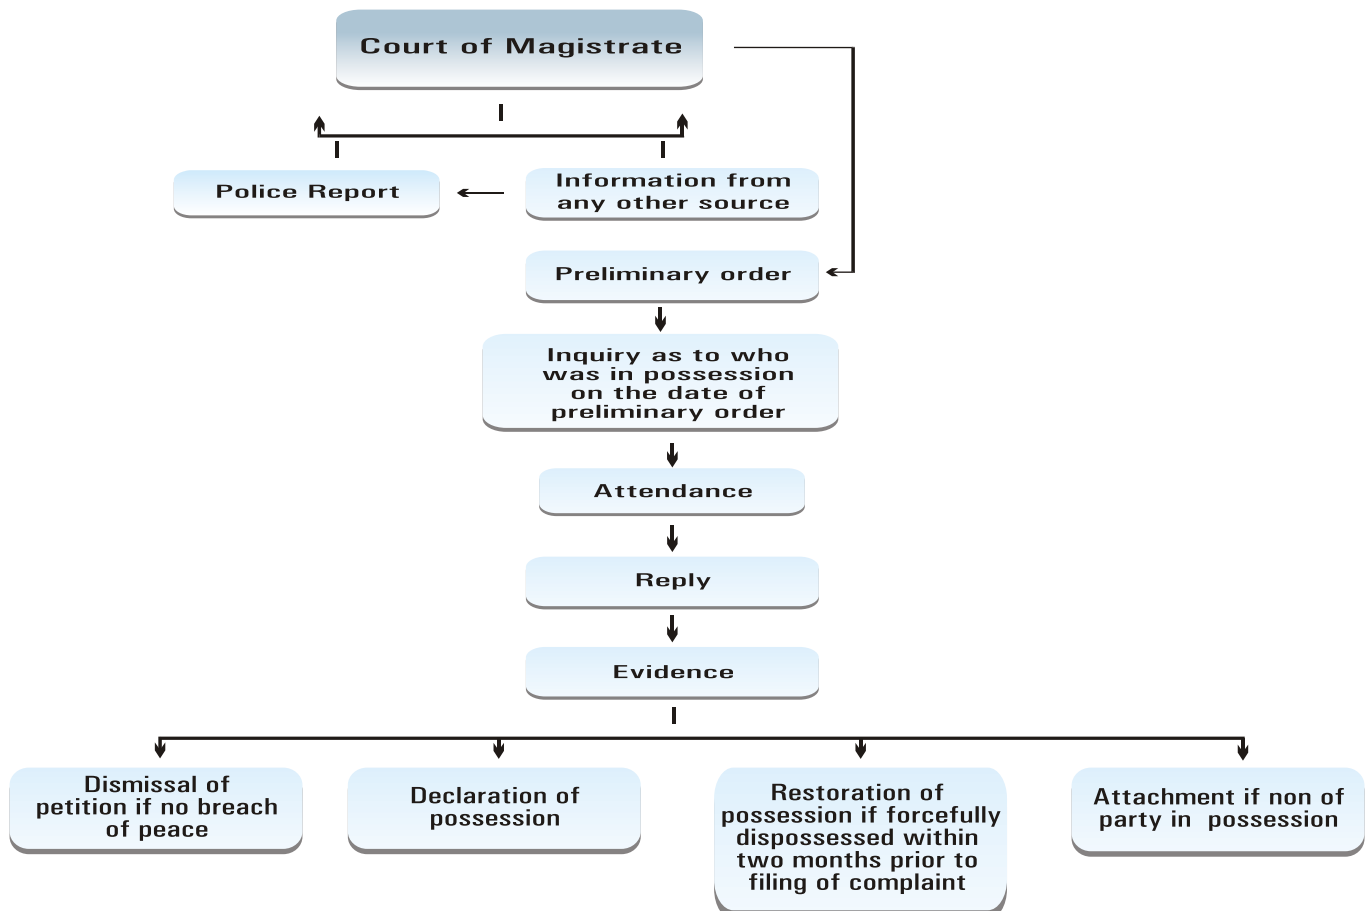 Court of Magistrate
Police Report
Information from
any other source
Preliminary order
Inquiry as to who
was in possession
on the date of
preliminary order
Attendance
Reply
Evidence
Dismissal of
petition if no breach
of peace
Declaration of
possession
Restoration of
possession if forcefully
dispossessed within
two months prior to
filing of complaint
Attachment if non of
party in possession